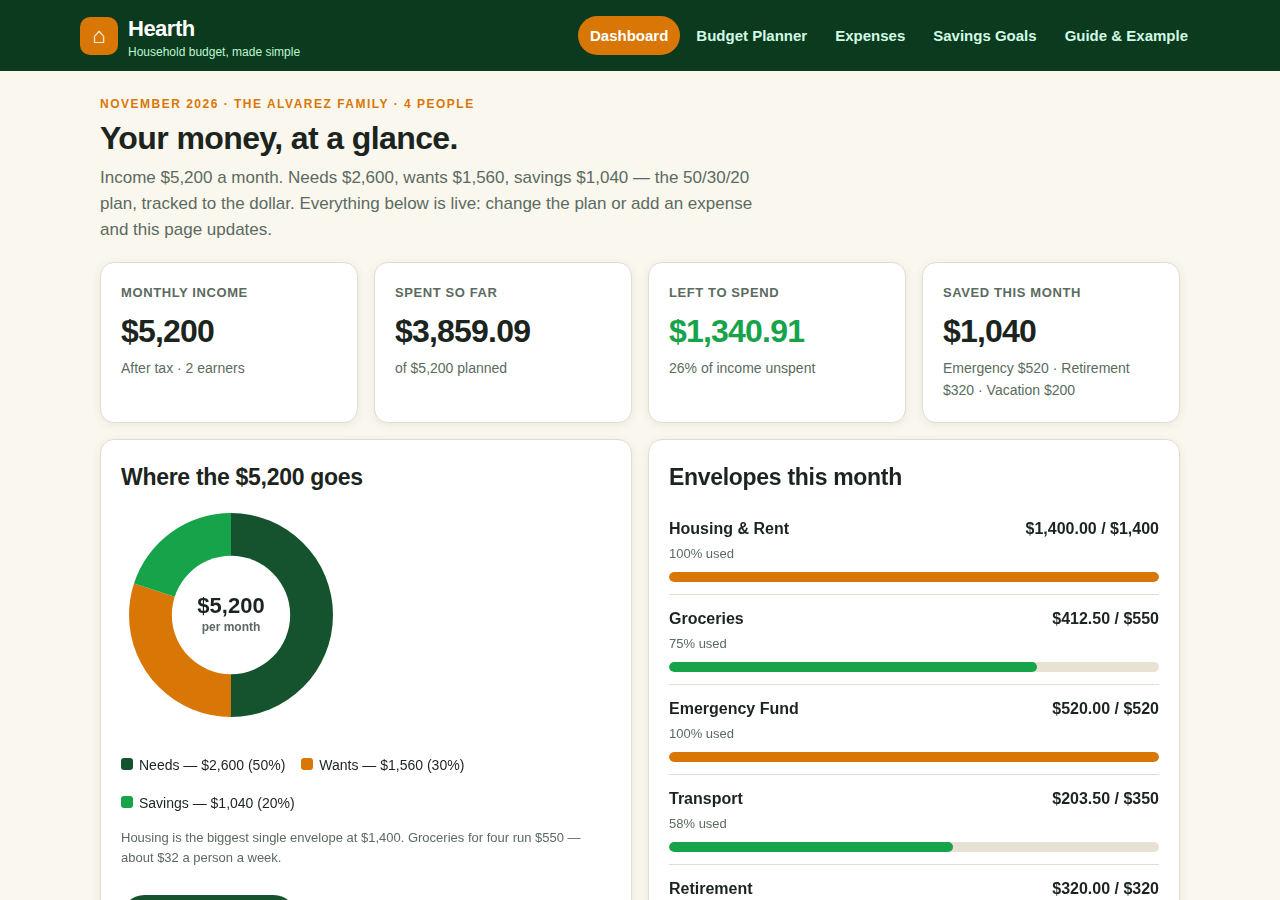 Hearth
Household budget, made simple
Dashboard
Budget Planner
Expenses
Savings Goals
Guide & Example
NOVEMBER 2026 · THE ALVAREZ FAMILY · 4 PEOPLE
Your money, at a glance.
Income $5,200 a month. Needs $2,600, wants $1,560, savings $1,040 — the 50/30/20
plan, tracked to the dollar. Everything below is live: change the plan or add an expense
and this page updates.
MONTHLY INCOME
$5,200
After tax · 2 earners
SPENT SO FAR
$3,859.09
of $5,200 planned
LEFT TO SPEND
$1,340.91
26% of income unspent
SAVED THIS MONTH
$1,040
Emergency $520 · Retirement
$320 · Vacation $200
Where the $5,200 goes
$5,200
per month
Needs — $2,600 (50%)
Wants — $1,560 (30%)
Savings — $1,040 (20%)
Housing is the biggest single envelope at $1,400. Groceries for four run $550 —
about $32 a person a week.
Envelopes this month
Housing & Rent
$1,400.00 / $1,400
100% used
Groceries
$412.50 / $550
75% used
Emergency Fund
$520.00 / $520
100% used
Transport
$203.50 / $350
58% used
Retirement
$320.00 / $320